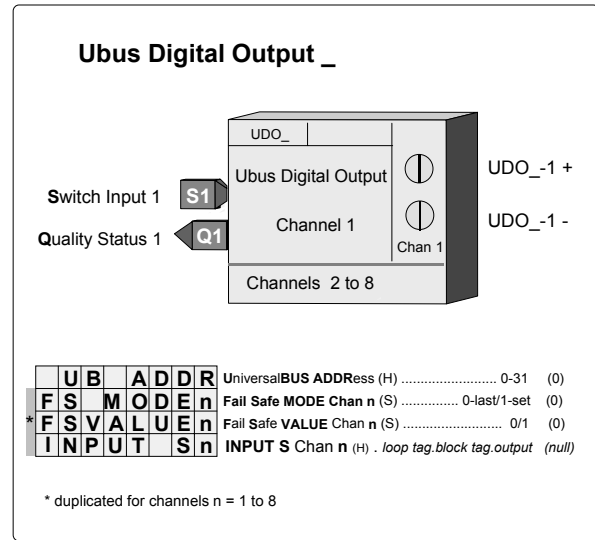 Ubus Digital Output _
UDO_
Ubus Digital Output
UDO_-1 +
Switch Input 1
S1
Channel 1
UDO_-1 -
Quality Status 1
Q1
Chan 1
Channels 2 to 8
UB ADDR UniversalBUS ADDRess (H) ......................... 0-31 (0)
FS MODEn Fail Safe MODE Chan n (S) ............... 0-last/1-set (0)
* FSVALUEn Fail Safe VALUE Chan n (S) ............................ 0/1 (0)
INPUT Sn INPUT S Chan n (H) . loop tag.block tag.output (null)
* duplicated for channels n = 1 to 8